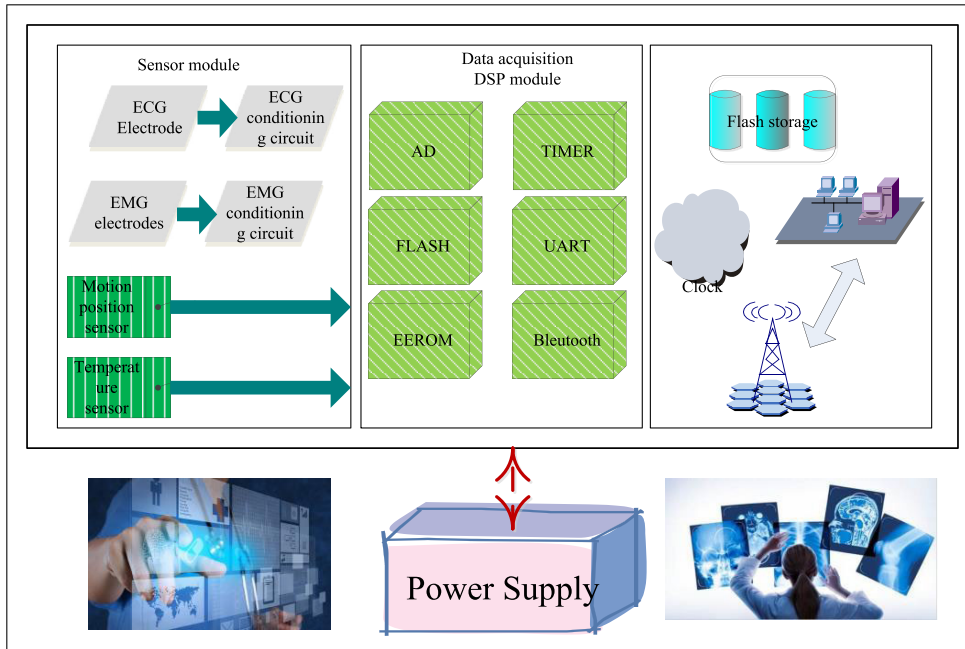 Sensor module
ECG
Electrode
ECG
conditionin
g circuit
EMG
electrodes
EMG
conditionin
g circuit
Motion
position
sensor
Temperat
ure
sensor
Data acquisition
DSP module
AD
TIMER
FLASH
UART
EEROM
Bleutooth
Flash storage
Clock
Power Supply